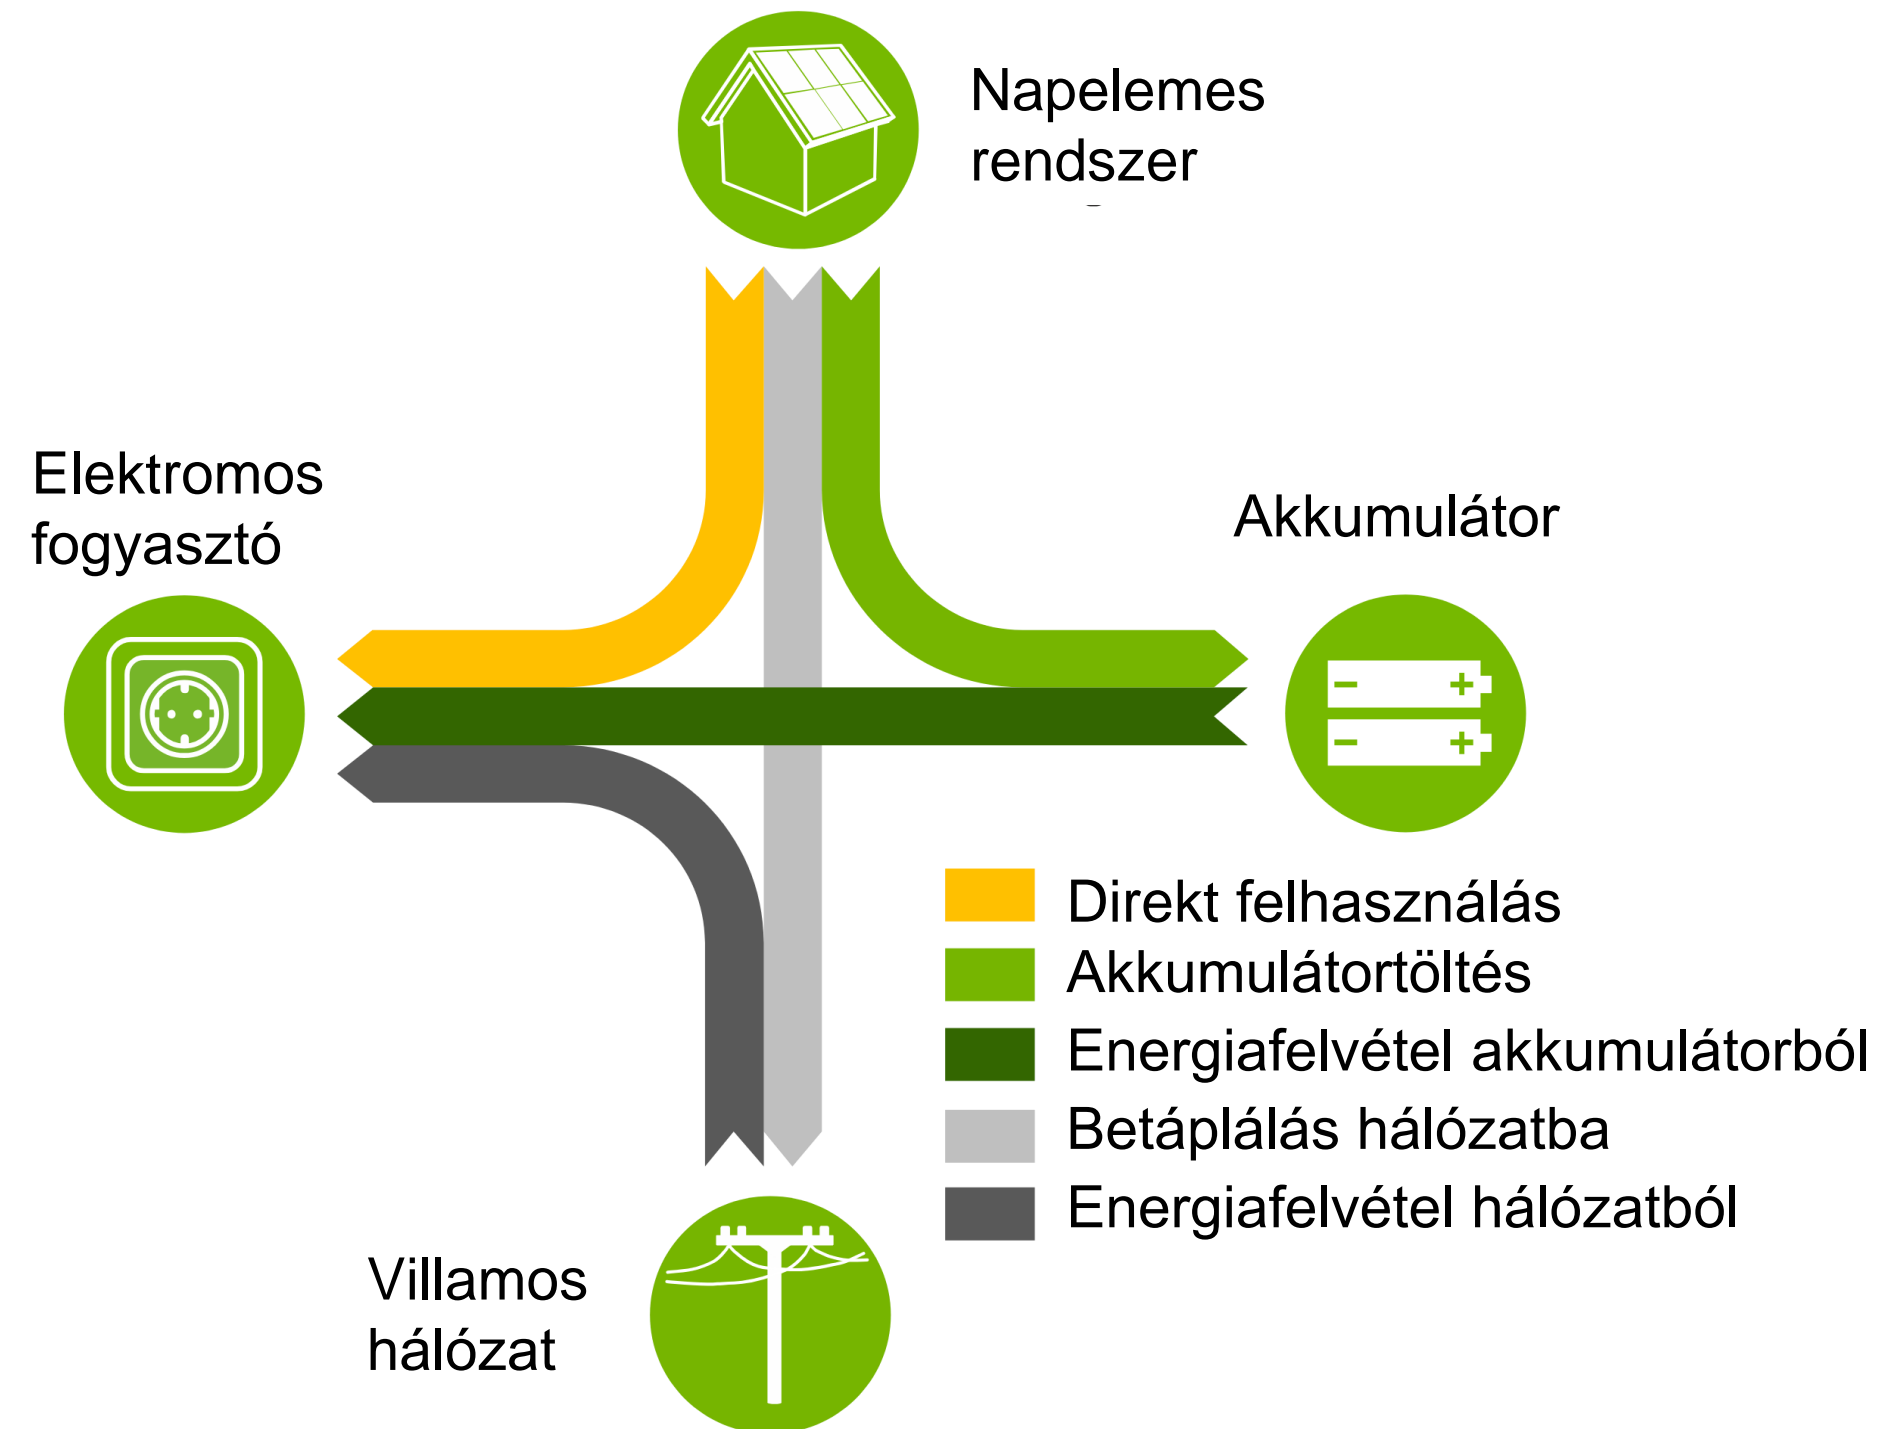 Napelemes
rendszer
Elektromos
fogyasztó
Akkumulátor
Direkt felhasználás
Akkumulátortöltés
Energiafelvétel akkumulátorból
Betáplálás hálózatba
Energiafelvétel hálózatból
Villamos
hálózat